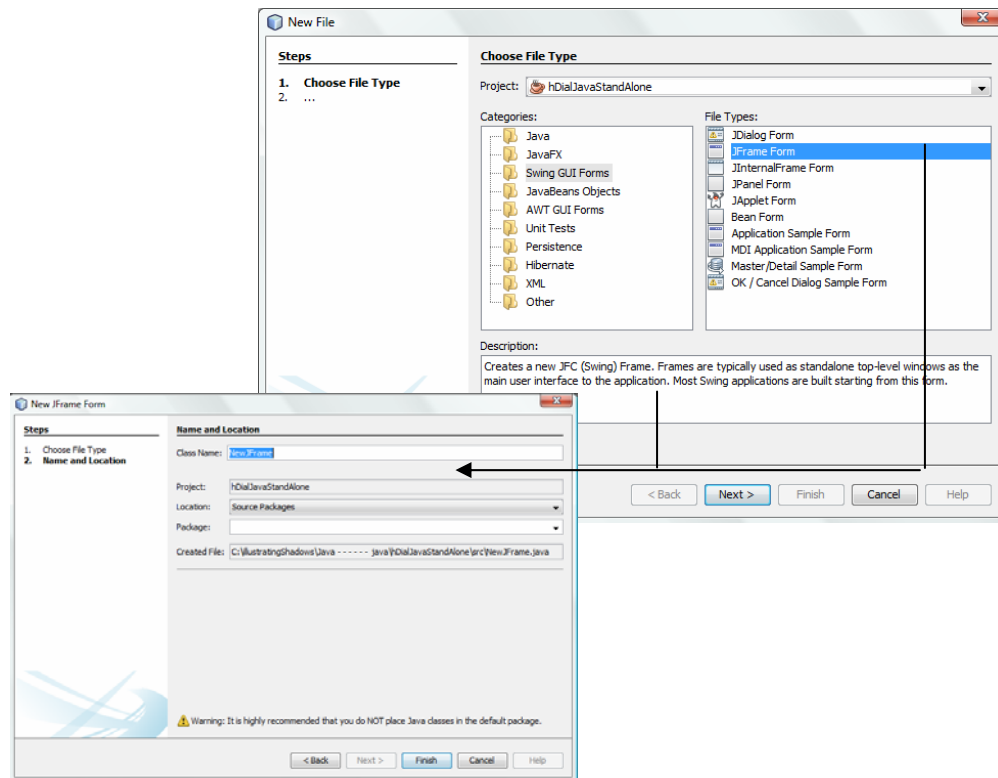 New File
Steps
1. Choose File Type
2. ...
Choose File Type
Project: hDialJavaStandAlone
Categories:
Java
JavaFX
Swing GUI Forms
JavaBeans Objects
AWT GUI Forms
Unit Tests
Persistence
Hibernate
XML
Other
File Types:
JDialog Form
JFrame Form
JInternalFrame Form
JPanel Form
JApplet Form
Bean Form
Application Sample Form
MDI Application Sample Form
Master/Detail Sample Form
OK / Cancel Dialog Sample Form
Description:
Creates a new JFC (Swing) Frame. Frames are typically used as standalone top-level windows as the
main user interface to the application. Most Swing applications are built starting from this form.
< Back Next > Finish Cancel Help
New JFrame Form
Steps
1. Choose File Type
2. Name and Location
Name and Location
Class Name: NewJFrame
Project: hDialJavaStandAlone
Location: Source Packages
Package:
Created File: C:\IllustratingShadows\Java - - - - - - java\hDialJavaStandAlone\src\NewJFrame.java
Warning: It is highly recommended that you do NOT place Java classes in the default package.
< Back Next > Finish Cancel Help